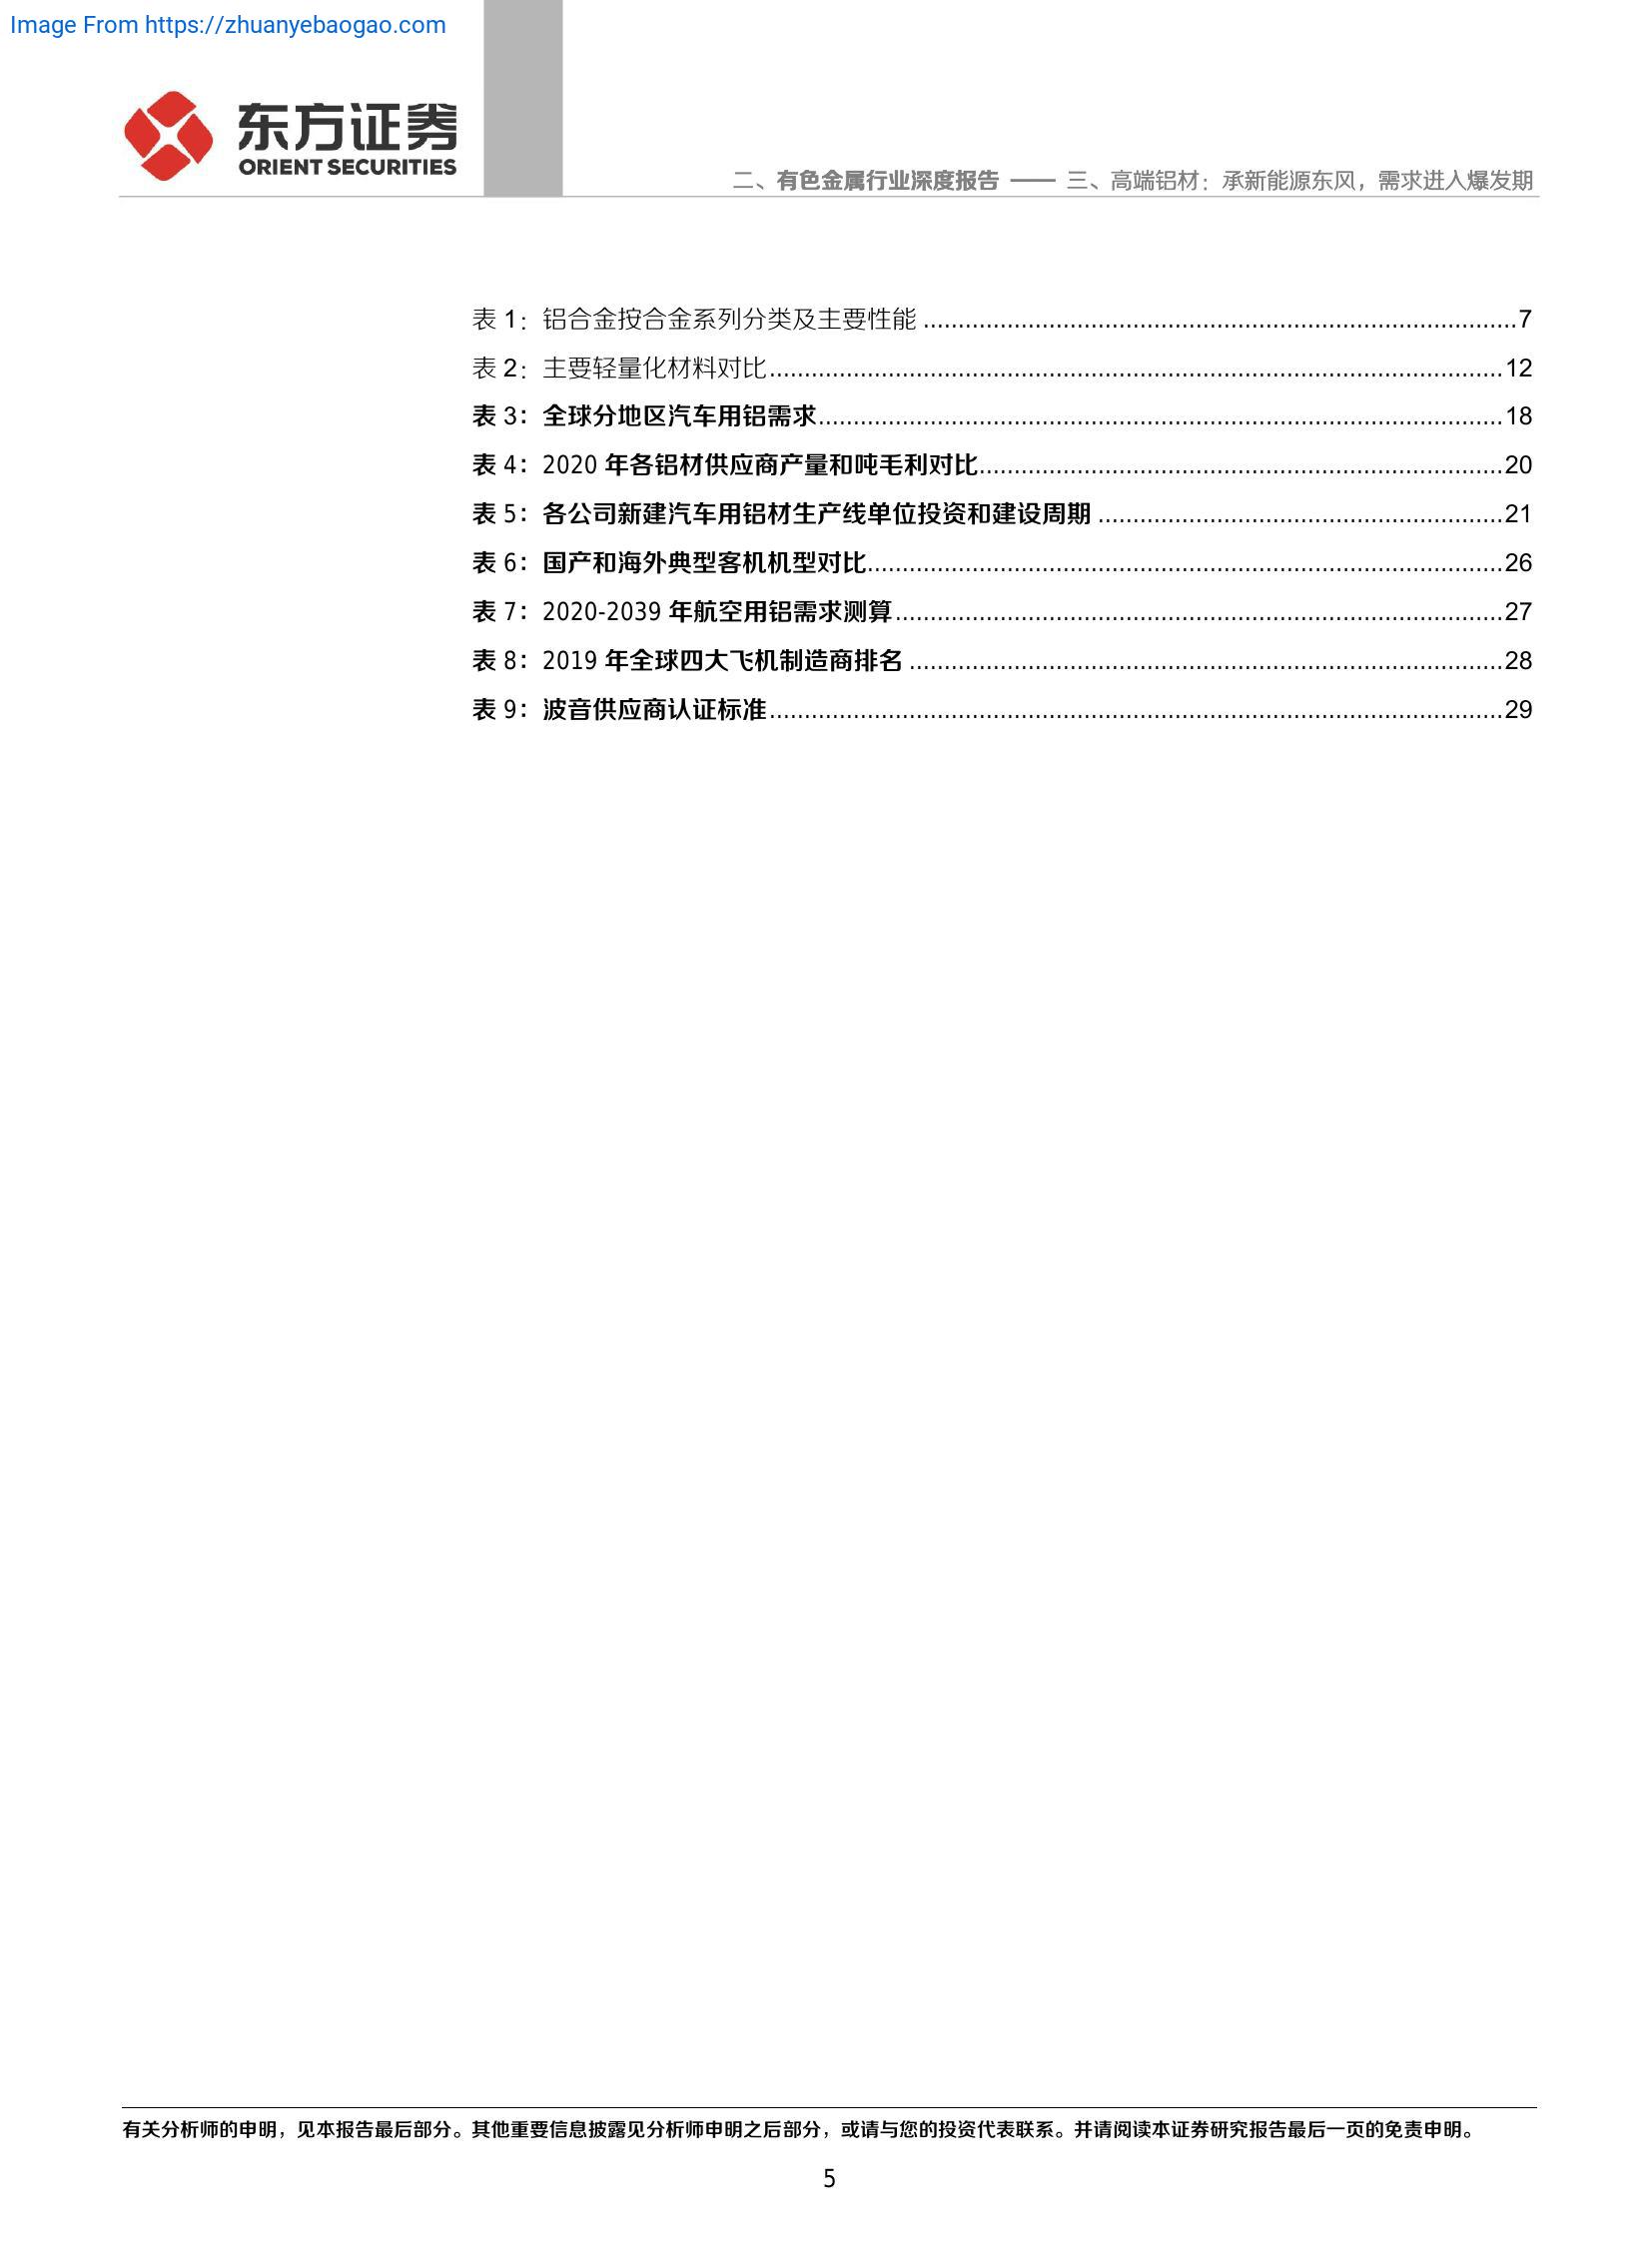 Image From https://zhuanyebaogao.com
东方证券
ORIENT SECURITIES
二、有色金属行业深度报告 —— 三、高端铝材：承新能源东风，需求进入爆发期
表 1：铝合金按合金系列分类及主要性能 ....................................................................................7
表 2：主要轻量化材料对比........................................................................................................12
表 3：全球分地区汽车用铝需求.................................................................................................18
表 4：2020 年各铝材供应商产量和吨毛利对比..........................................................................20
表 5：各公司新建汽车用铝材生产线单位投资和建设周期 .........................................................21
表 6：国产和海外典型客机机型对比..........................................................................................26
表 7：2020-2039 年航空用铝需求测算......................................................................................27
表 8：2019 年全球四大飞机制造商排名 ....................................................................................28
表 9：波音供应商认证标准........................................................................................................29
有关分析师的申明，见本报告最后部分。其他重要信息披露见分析师申明之后部分，或请与您的投资代表联系。并请阅读本证券研究报告最后一页的免责申明。
5